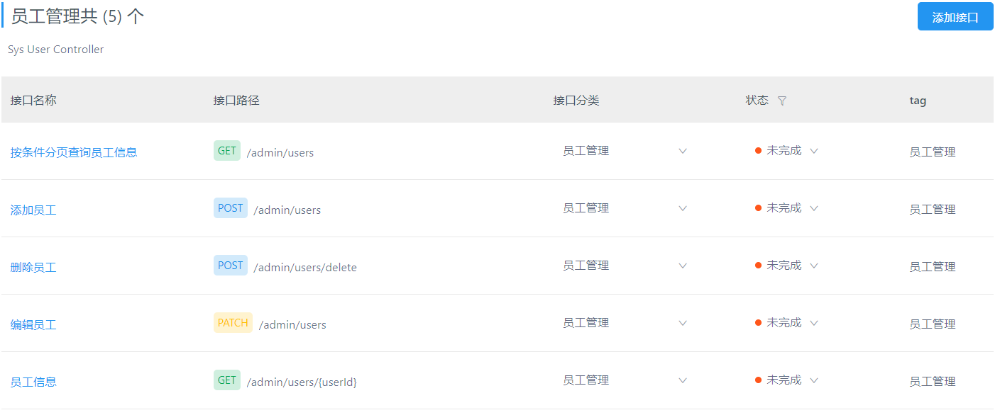 员工管理共 (5) 个
添加接口
Sys User Controller
接口名称 接口路径 接口分类 状态 tag
按条件分页查询员工信息 GET /admin/users 员工管理 未完成 员工管理
添加员工 POST /admin/users 员工管理 未完成 员工管理
删除员工 POST /admin/users/delete 员工管理 未完成 员工管理
编辑员工 PATCH /admin/users 员工管理 未完成 员工管理
员工信息 GET /admin/users/{userId} 员工管理 未完成 员工管理